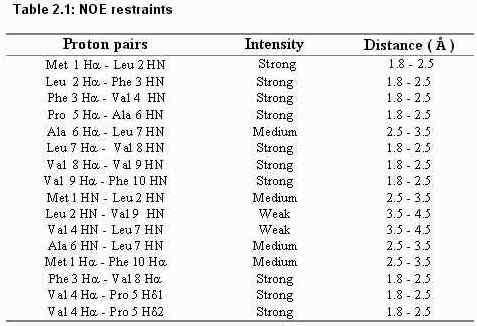 Table 2.1: NOE restraints
Proton pairs Intensity Distance ( Å )
Met 1 Hα - Leu 2 HN Strong 1.8 - 2.5
Leu 2 Hα - Phe 3 HN Strong 1.8 - 2.5
Phe 3 Hα - Val 4 HN Strong 1.8 - 2.5
Pro 5 Hα - Ala 6 HN Strong 1.8 - 2.5
Ala 6 Hα - Leu 7 HN Medium 2.5 - 3.5
Leu 7 Hα - Val 8 HN Strong 1.8 - 2.5
Val 8 Hα - Val 9 HN Strong 1.8 - 2.5
Val 9 Hα - Phe 10 HN Strong 1.8 - 2.5
Met 1 HN - Leu 2 HN Medium 2.5 - 3.5
Leu 2 HN - Val 9 HN Weak 3.5 - 4.5
Val 4 HN - Leu 7 HN Weak 3.5 - 4.5
Ala 6 HN - Leu 7 HN Medium 2.5 - 3.5
Met 1 Hα - Phe 10 Hα Medium 2.5 - 3.5
Phe 3 Hα - Val 8 Hα Strong 1.8 - 2.5
Val 4 Hα - Pro 5 Hδ1 Strong 1.8 - 2.5
Val 4 Hα - Pro 5 Hδ2 Strong 1.8 - 2.5